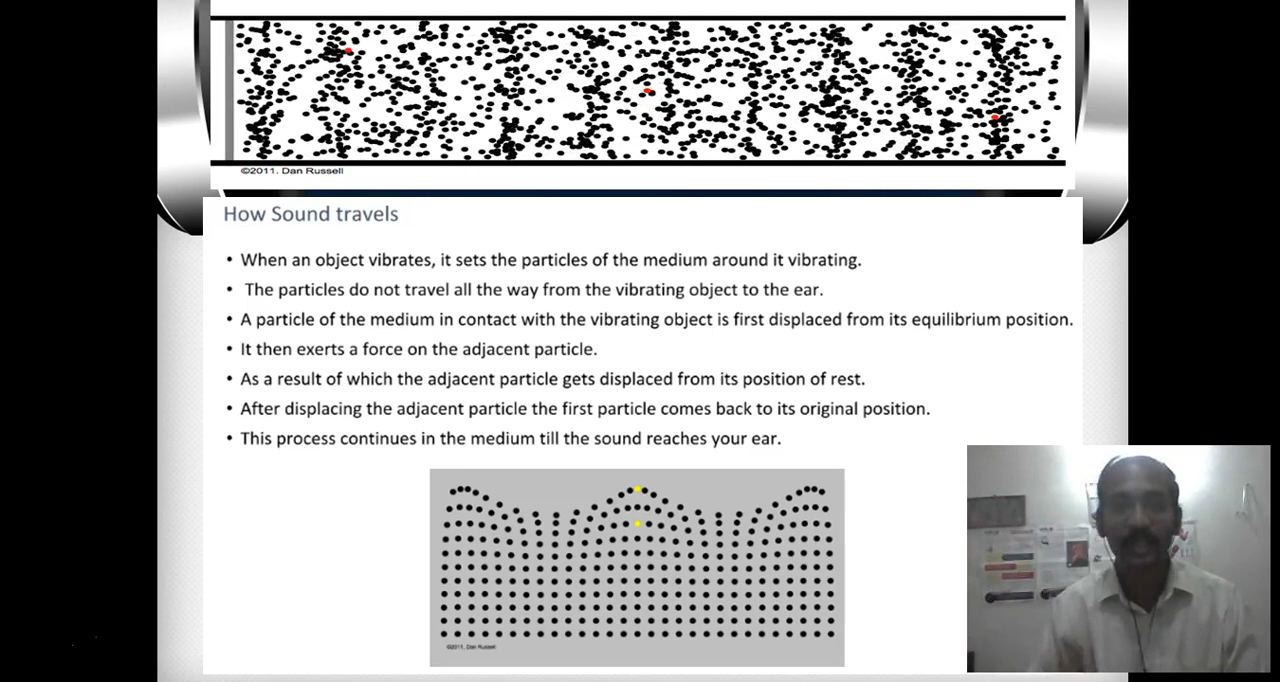 ©2011. Dan Russell
How Sound travels
• When an object vibrates, it sets the particles of the medium around it vibrating.
• The particles do not travel all the way from the vibrating object to the ear.
• A particle of the medium in contact with the vibrating object is first displaced from its equilibrium position.
• It then exerts a force on the adjacent particle.
• As a result of which the adjacent particle gets displaced from its position of rest.
• After displacing the adjacent particle the first particle comes back to its original position.
• This process continues in the medium till the sound reaches your ear.
©2011, Dan Russell